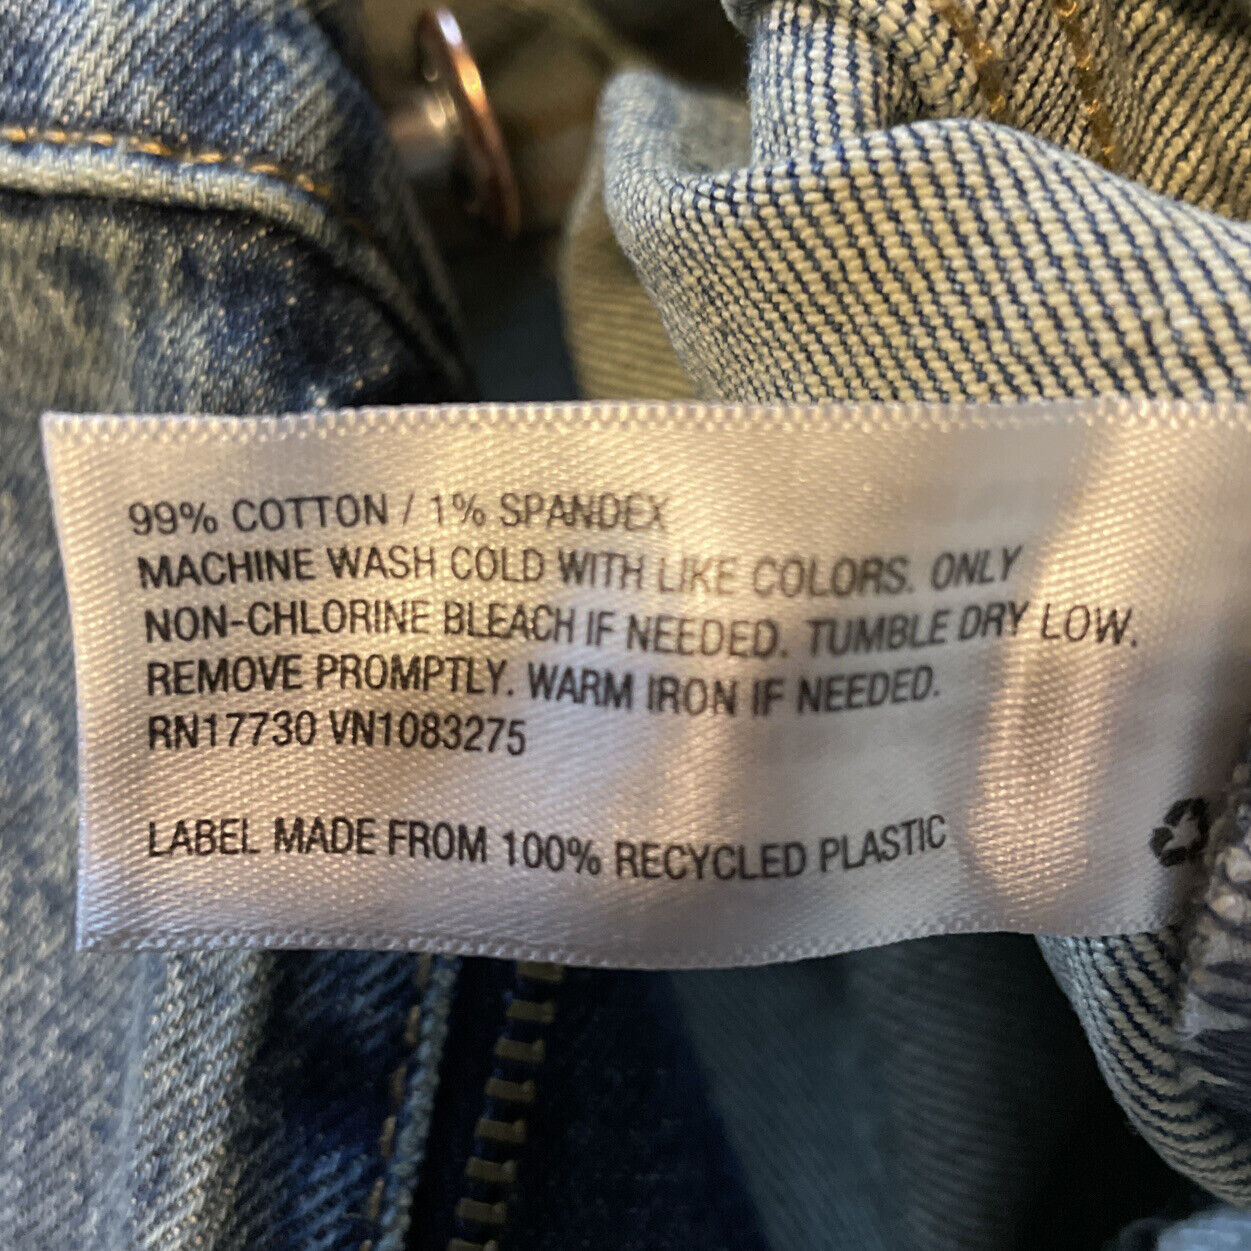 99% COTTON / 1% SPANDEX
MACHINE WASH COLD WITH LIKE COLORS. ONLY
NON-CHLORINE BLEACH IF NEEDED. TUMBLE DRY LOW.
REMOVE PROMPTLY. WARM IRON IF NEEDED.
RN17730 VN1083275
LABEL MADE FROM 100% RECYCLED PLASTIC